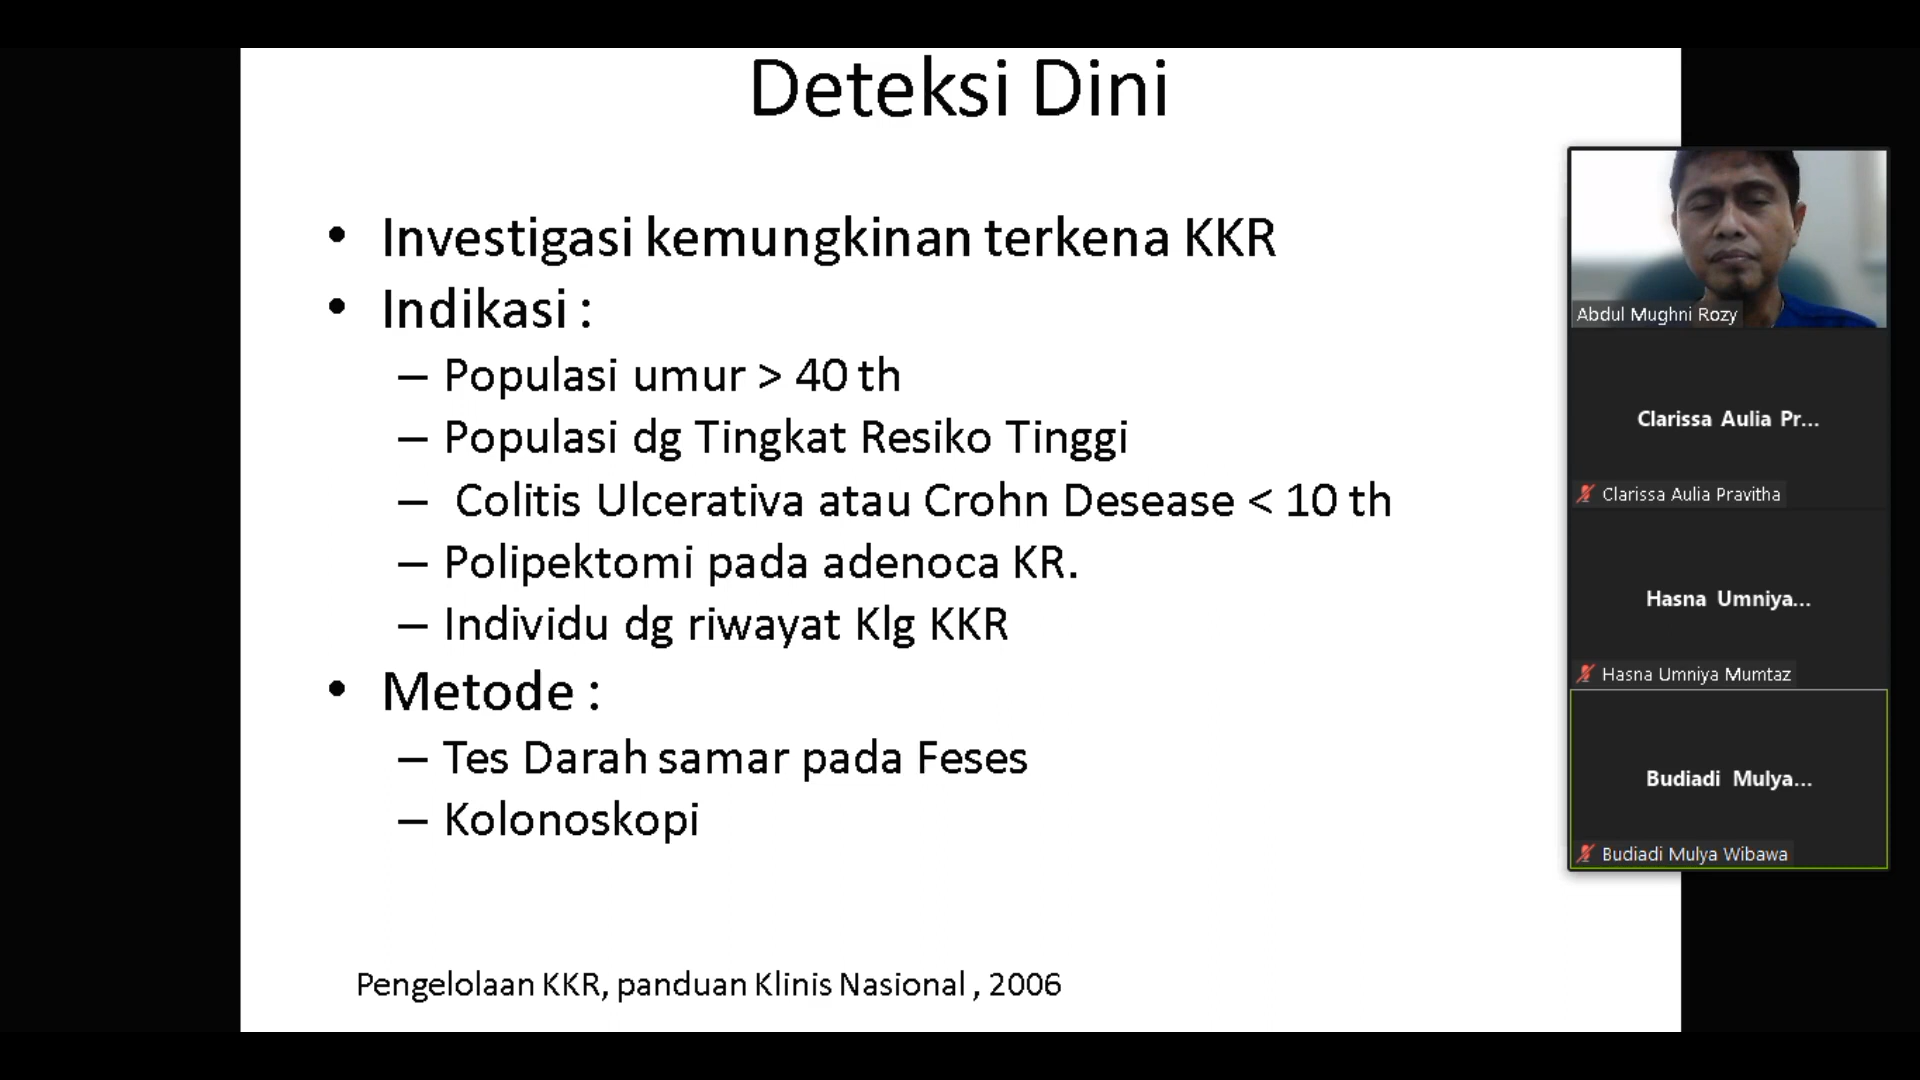 Deteksi Dini
• Investigasi kemungkinan terkena KKR
• Indikasi :
– Populasi umur > 40 th
– Populasi dg Tingkat Resiko Tinggi
– Colitis Ulcerativa atau Crohn Desease < 10 th
– Polipektomi pada adenoca KR.
– Individu dg riwayat Klg KKR
• Metode :
– Tes Darah samar pada Feses
– Kolonoskopi
Pengelolaan KKR, panduan Klinis Nasional , 2006
Abdul Mughni Rozy
Clarissa Aulia Pr...
Clarissa Aulia Pravitha
Hasna Umniya...
Hasna Umniya Mumtaz
Budiadi Mulya...
Budiadi Mulya Wibawa